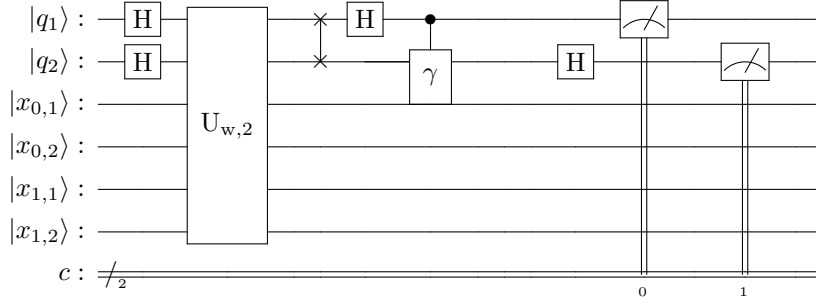 |q₁⟩ : H H
|q₂⟩ : H γ H
|x₀,₁⟩ :
U_w,2
|x₀,₂⟩ :
|x₁,₁⟩ :
|x₁,₂⟩ :
c : 2
0 1